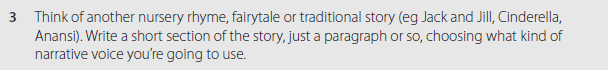 3 Think of another nursery rhyme, fairytale or traditional story (eg Jack and Jill, Cinderella,
Anansi). Write a short section of the story, just a paragraph or so, choosing what kind of
narrative voice you're going to use.